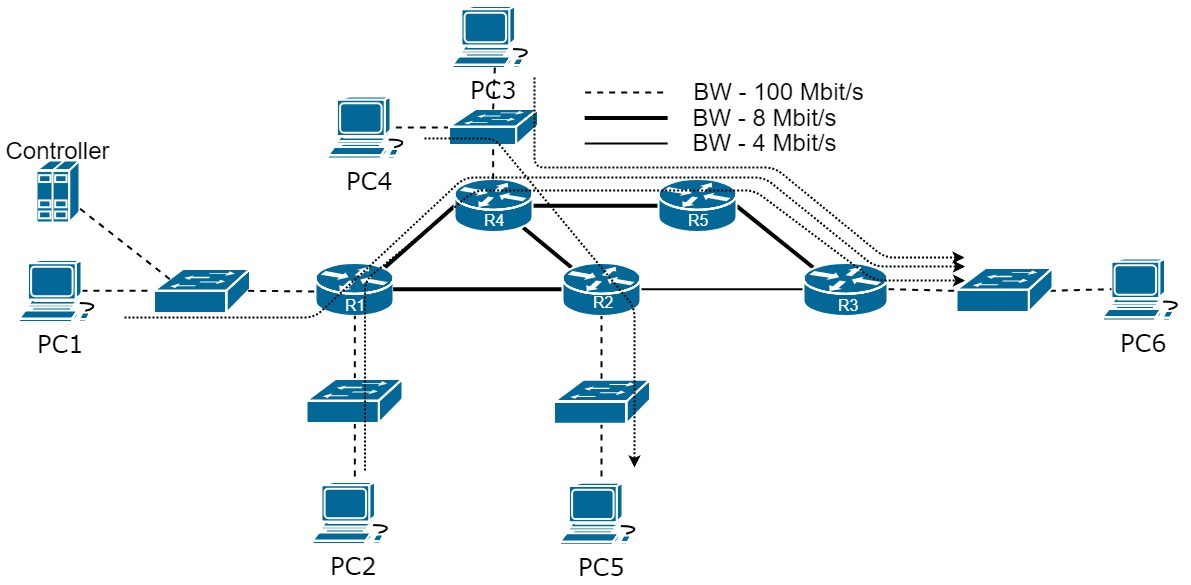 PC3
BW - 100 Mbit/s
BW - 8 Mbit/s
BW - 4 Mbit/s
Controller
PC4
R4
R5
R1
R2
R3
PC1
PC6
PC2
PC5